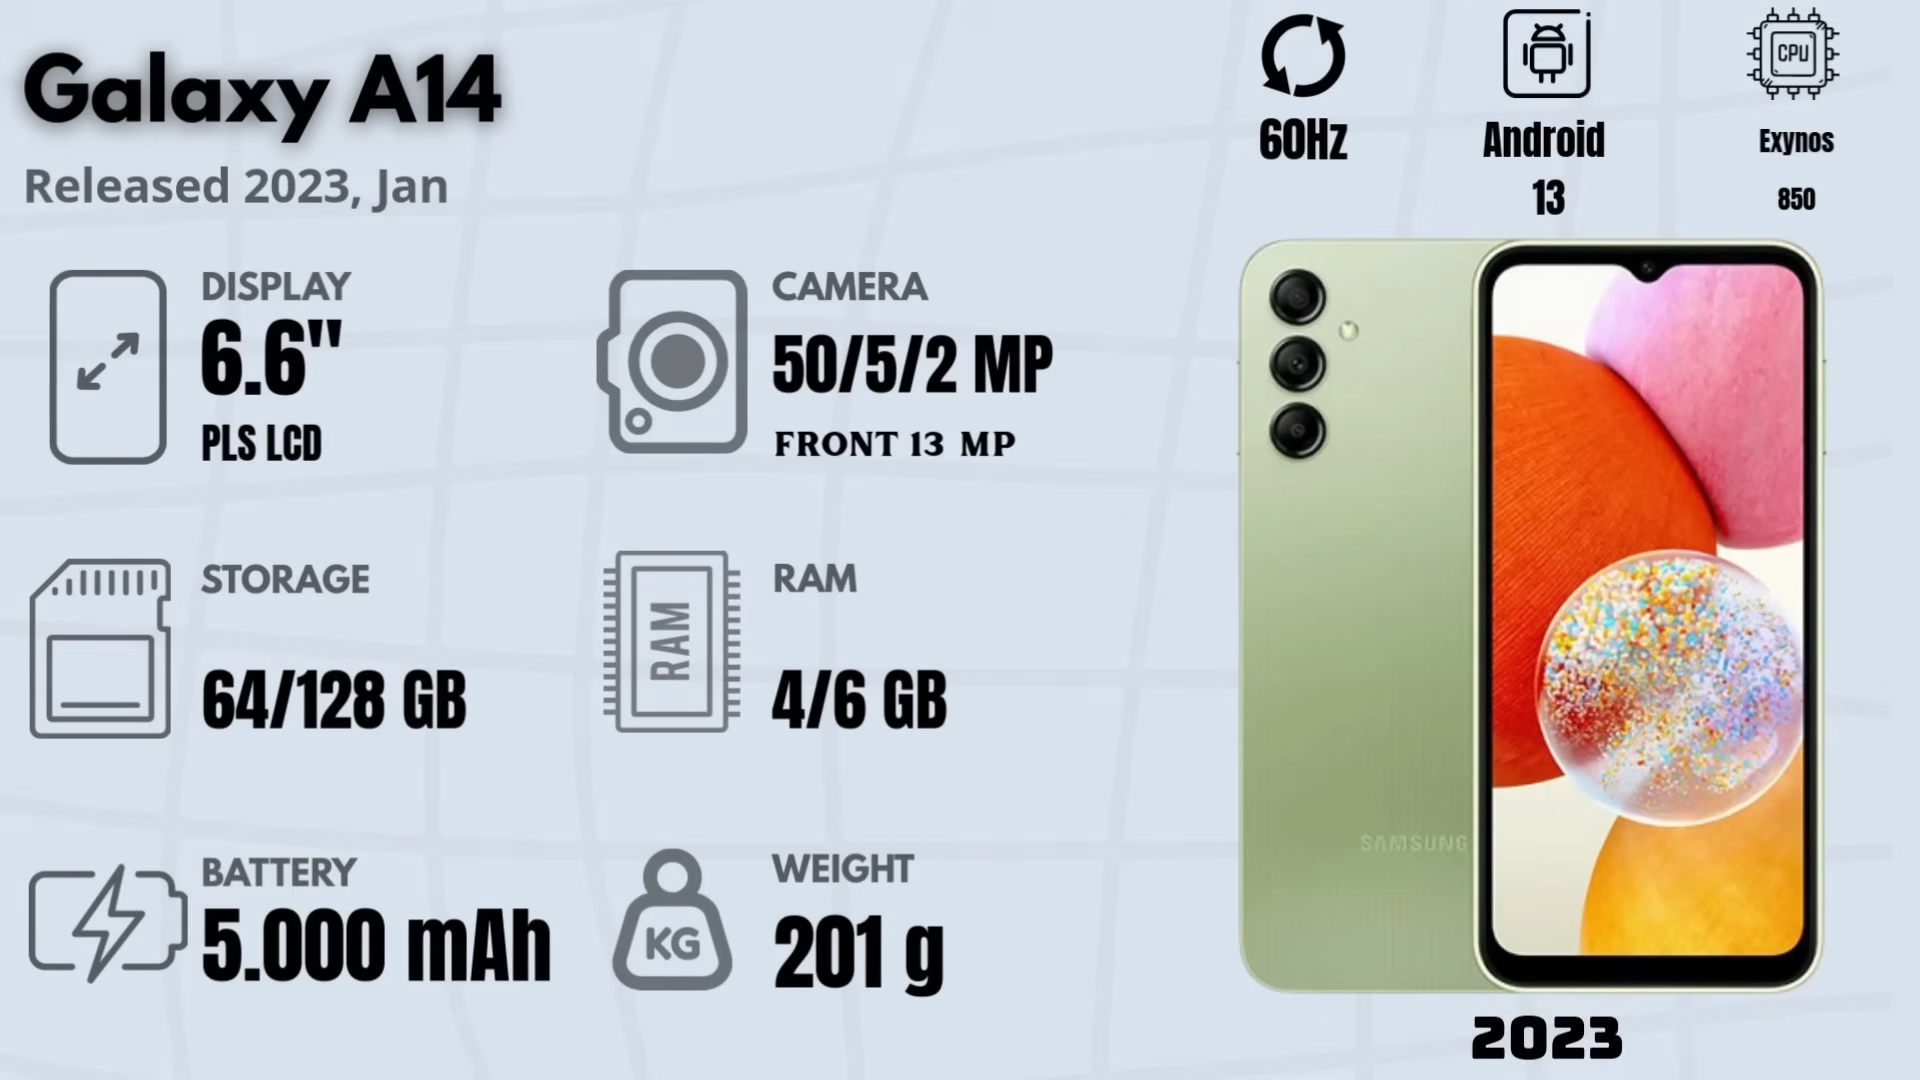 Galaxy A14
Released 2023, Jan
60Hz
Android
13
CPU
Exynos
850
DISPLAY
6.6"
PLS LCD
CAMERA
50/5/2 MP
FRONT 13 MP
STORAGE
64/128 GB
RAM
RAM
4/6 GB
BATTERY
5.000 mAh
KG
WEIGHT
201 g
SAMSUNG
2023